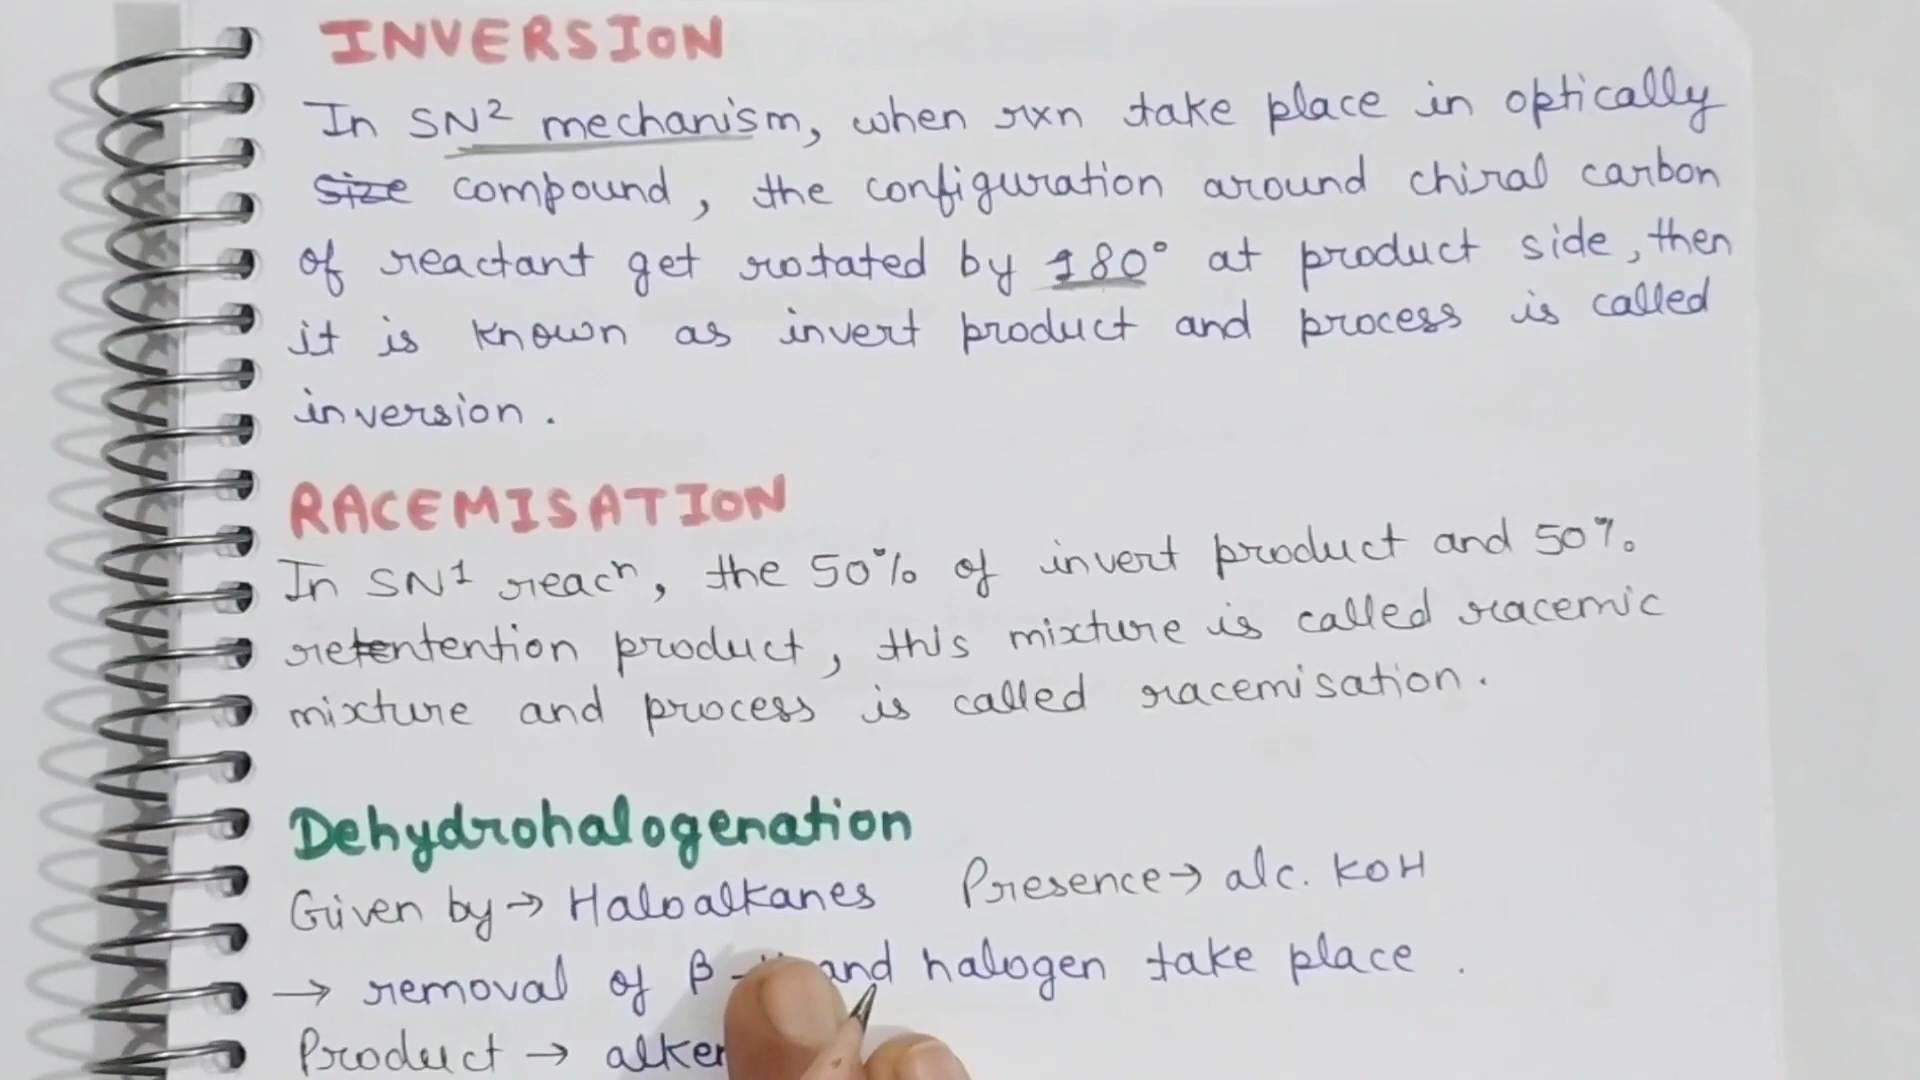 INVERSION
In SN² mechanism, when rxn take place in optically
size compound, the configuration around chiral carbon
of reactant get rotated by 180° at product side, then
it is known as invert product and process is called
inversion.
RACEMISATION
In SN¹ reacⁿ, the 50% of invert product and 50%
retentention product, this mixture is called racemic
mixture and process is called racemisation.
Dehydrohalogenation
Given by → Haloalkanes Presence → alc. KOH
→ removal of β- and halogen take place.
Product →